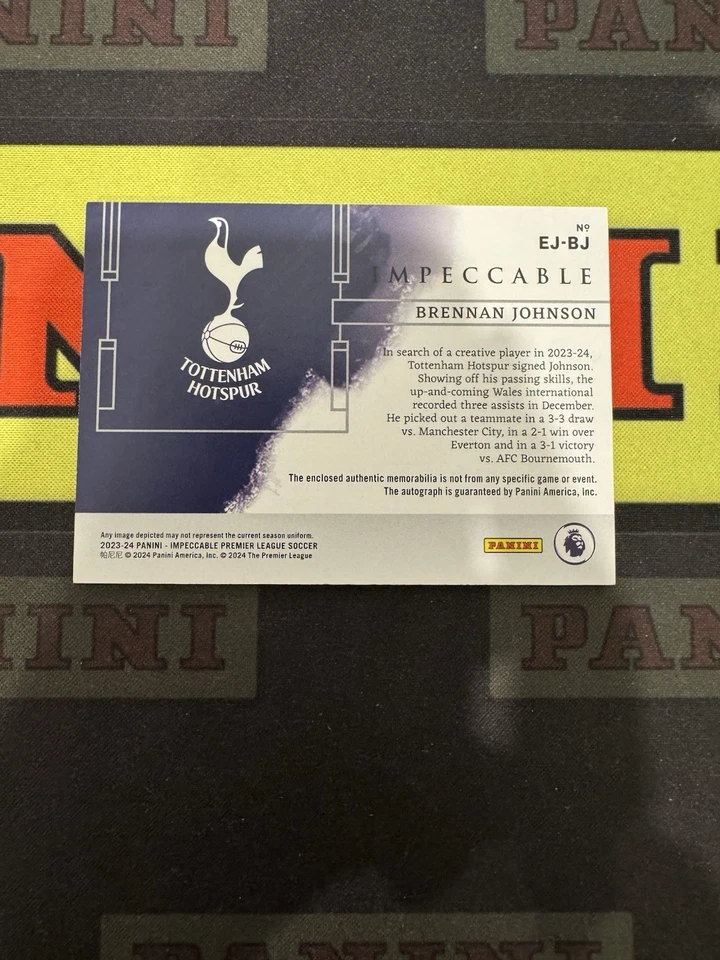 PANINI
PANINI
TOTTENHAM
HOTSPUR
Nº
EJ-BJ
IMPECCABLE
BRENNAN JOHNSON
In search of a creative player in 2023-24,
Tottenham Hotspur signed Johnson.
Showing off his passing skills, the
up-and-coming Wales international
recorded three assists in December.
He picked out a teammate in a 3-3 draw
vs. Manchester City, in a 2-1 win over
Everton and in a 3-1 victory
vs. AFC Bournemouth.
The enclosed authentic memorabilia is not from any specific game or event.
The autograph is guaranteed by Panini America, Inc.
Any image depicted may not represent the current season uniform.
2023-24 PANINI - IMPECCABLE PREMIER LEAGUE SOCCER
帕尼尼 © 2024 Panini America, Inc. © 2024 The Premier League
PANINI
PANINI
PANINI
PANINI